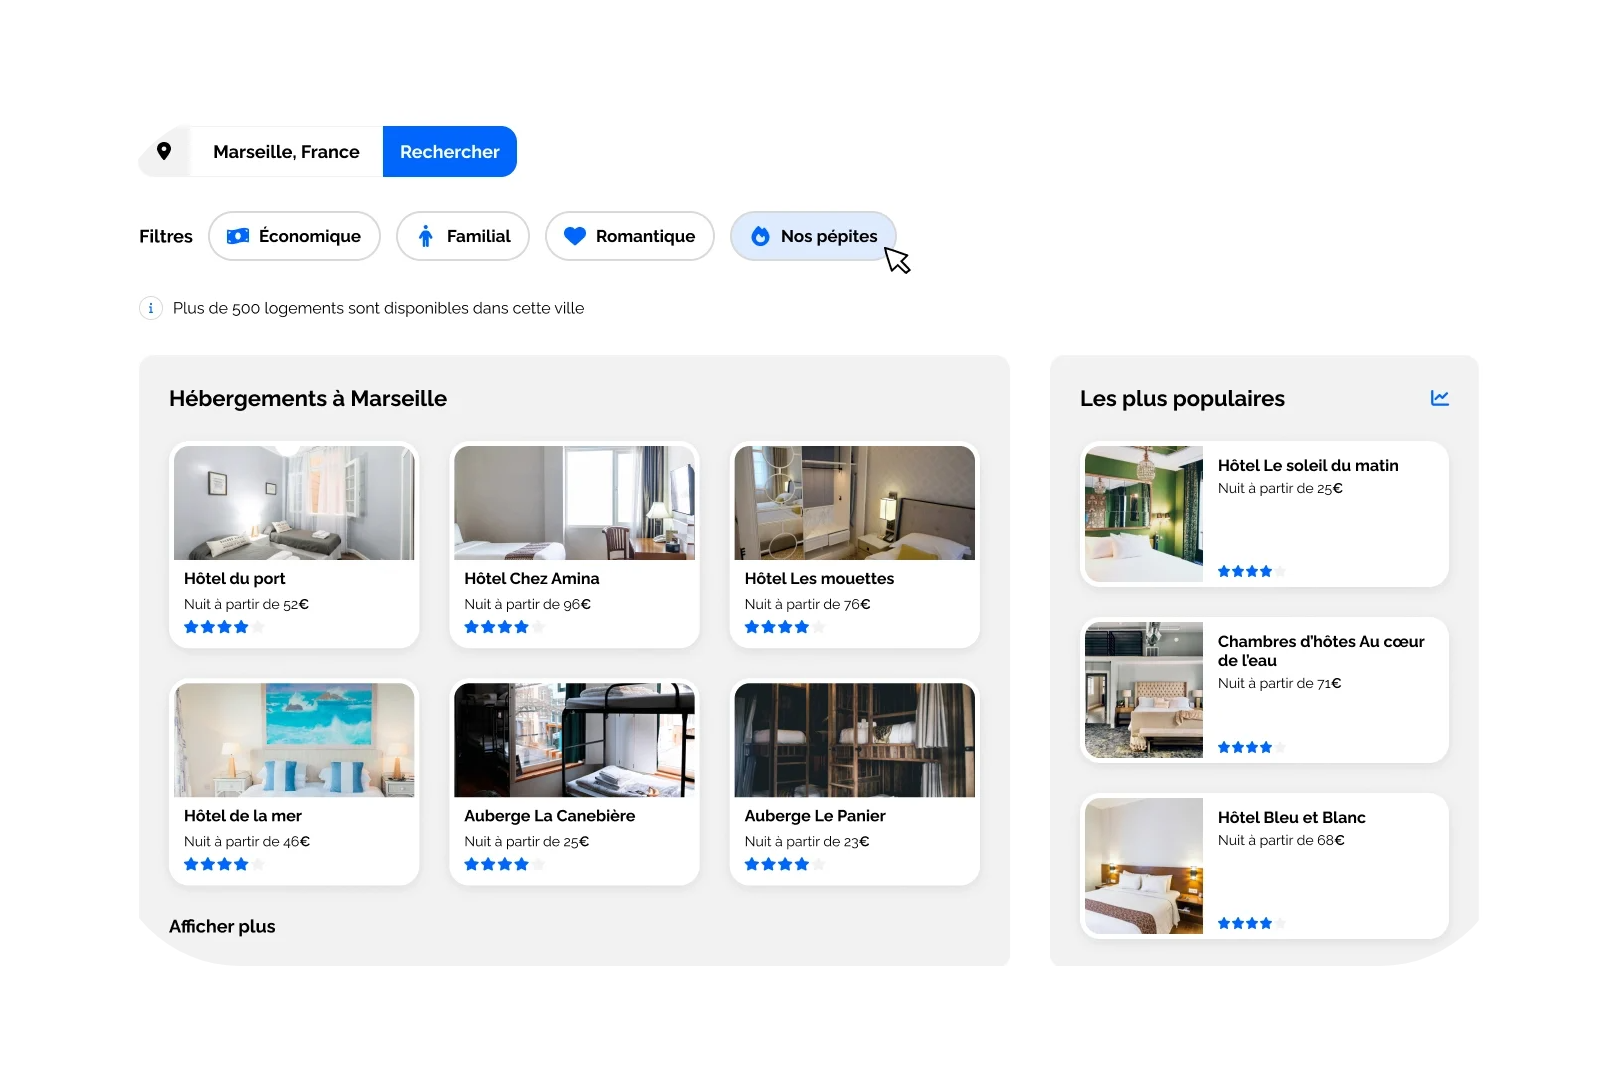 Marseille, France
Rechercher
Filtres
Économique
Familial
Romantique
Nos pépites
i
Plus de 500 logements sont disponibles dans cette ville
Hébergements à Marseille
Hôtel du port
Nuit à partir de 52€
Hôtel Chez Amina
Nuit à partir de 96€
Hôtel Les mouettes
Nuit à partir de 76€
Hôtel de la mer
Nuit à partir de 46€
Auberge La Canebière
Nuit à partir de 25€
Auberge Le Panier
Nuit à partir de 23€
Afficher plus
Les plus populaires
Hôtel Le soleil du matin
Nuit à partir de 25€
Chambres d’hôtes Au cœur
de l’eau
Nuit à partir de 71€
Hôtel Bleu et Blanc
Nuit à partir de 68€